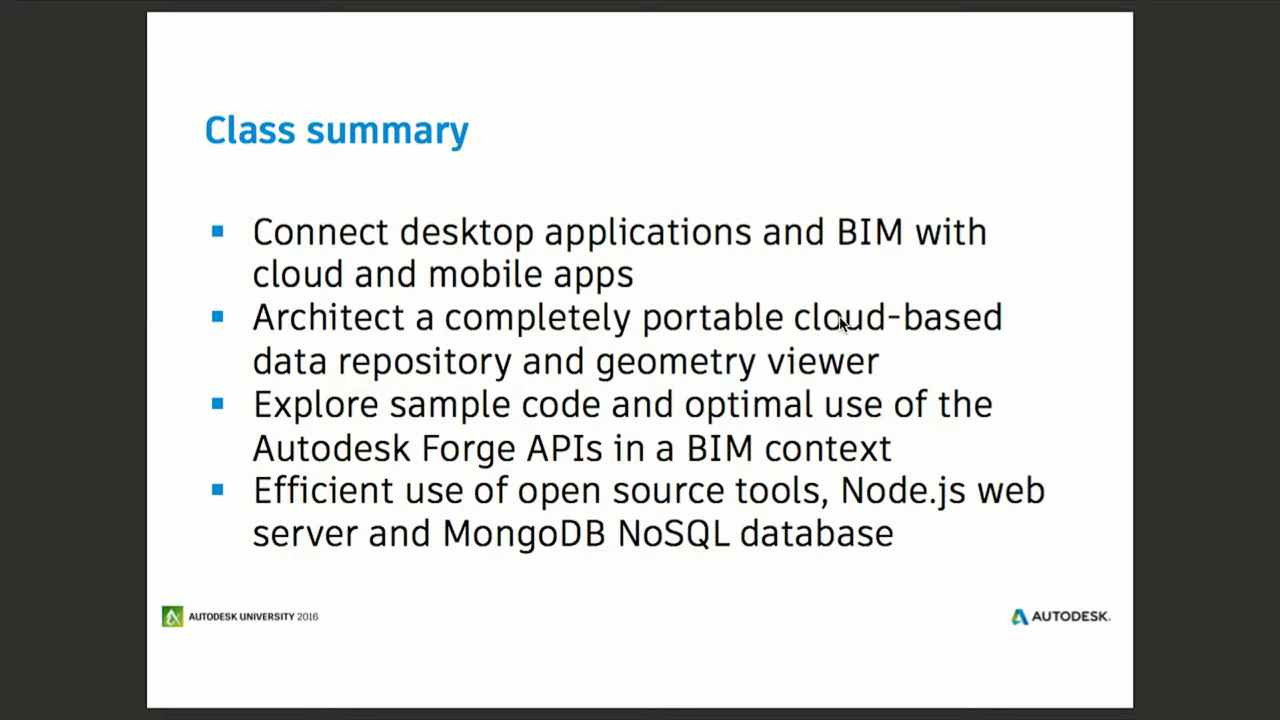 Class summary
Connect desktop applications and BIM with
cloud and mobile apps
Architect a completely portable cloud-based
data repository and geometry viewer
Explore sample code and optimal use of the
Autodesk Forge APIs in a BIM context
Efficient use of open source tools, Node.js web
server and MongoDB NoSQL database
AUTODESK UNIVERSITY 2016
AUTODESK.